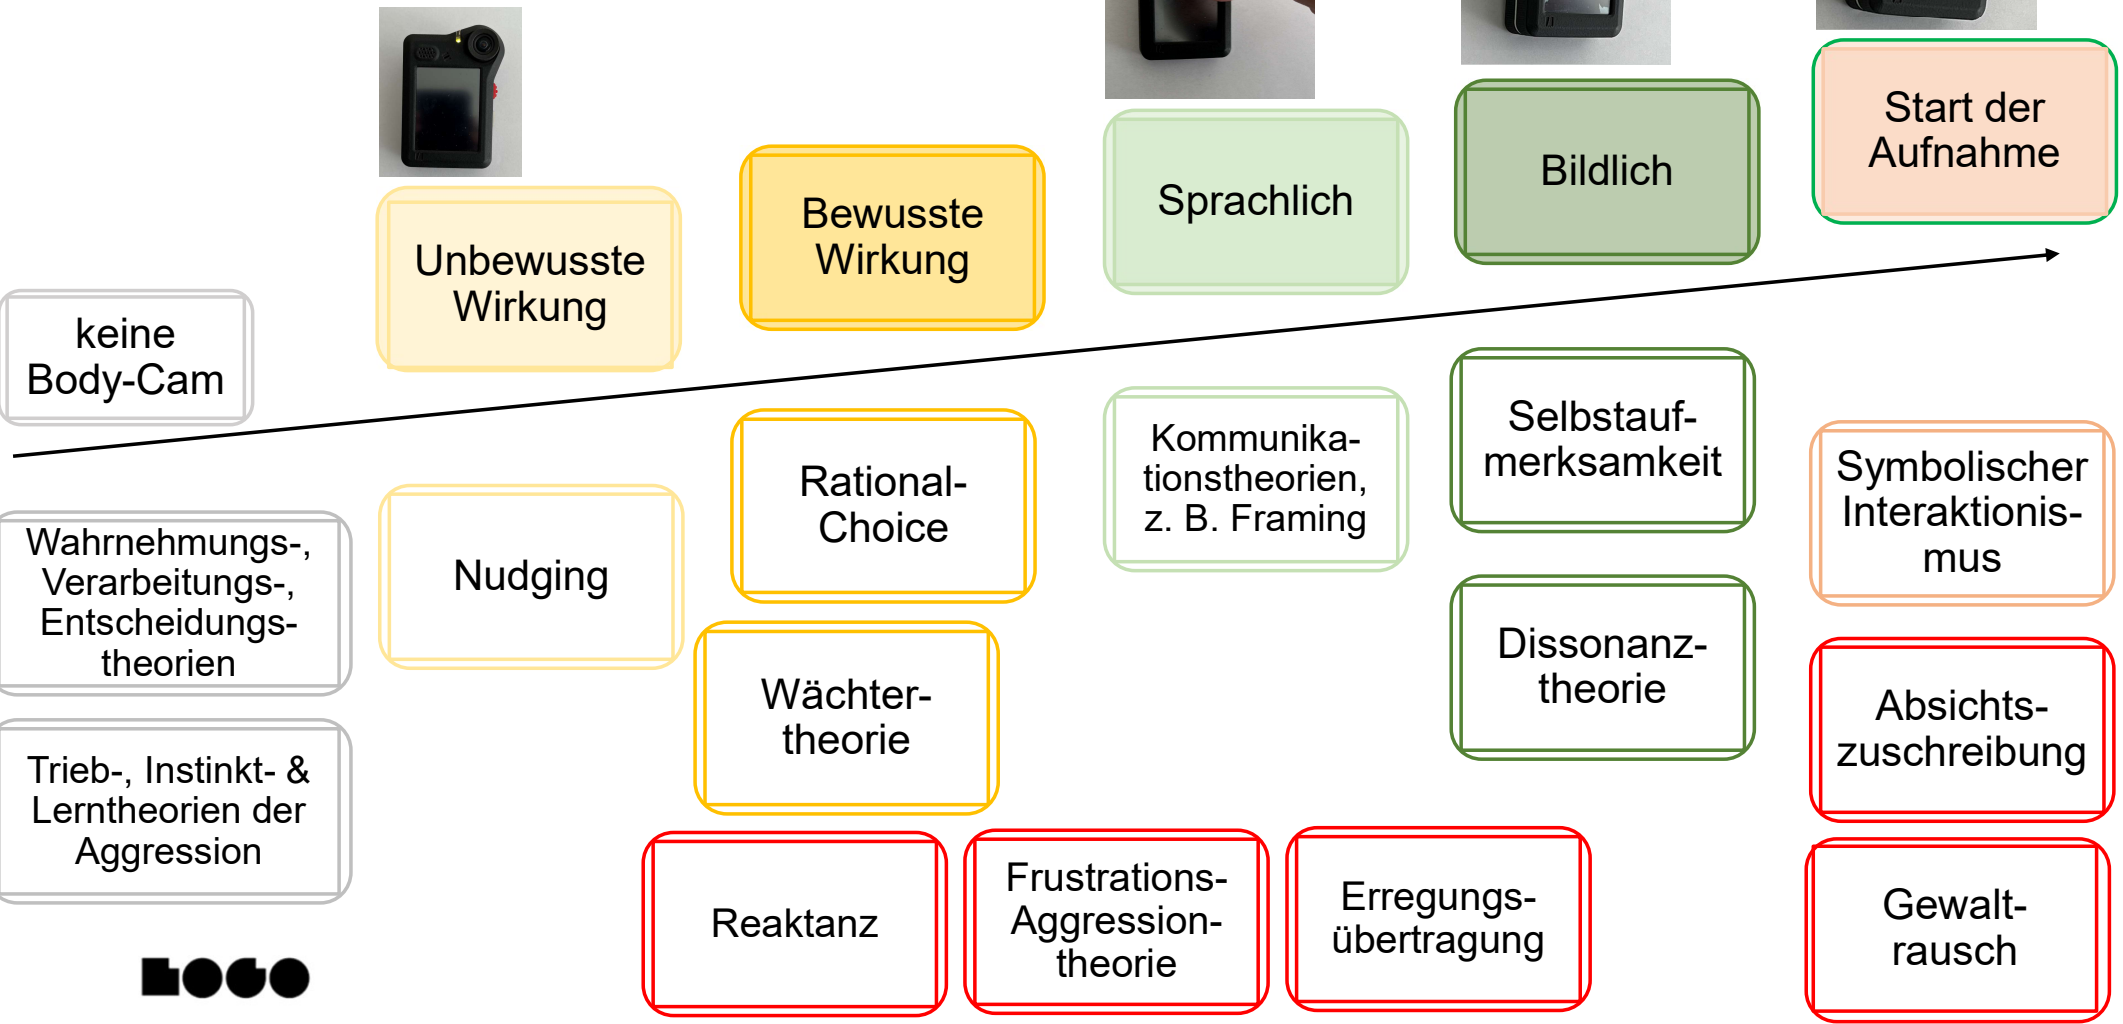 Start der
Aufnahme
Bildlich
Sprachlich
Bewusste
Wirkung
Unbewusste
Wirkung
keine
Body-Cam
Wahrnehmungs-,
Verarbeitungs-,
Entscheidungs-
theorien
Trieb-, Instinkt- &
Lerntheorien der
Aggression
Nudging
Rational-
Choice
Wächter-
theorie
Kommunika-
tionstheorien,
z. B. Framing
Selbstauf-
merksamkeit
Dissonanz-
theorie
Symbolischer
Interaktionis-
mus
Absichts-
zuschreibung
Reaktanz
Frustrations-
Aggression-
theorie
Erregungs-
übertragung
Gewalt-
rausch
LOGO